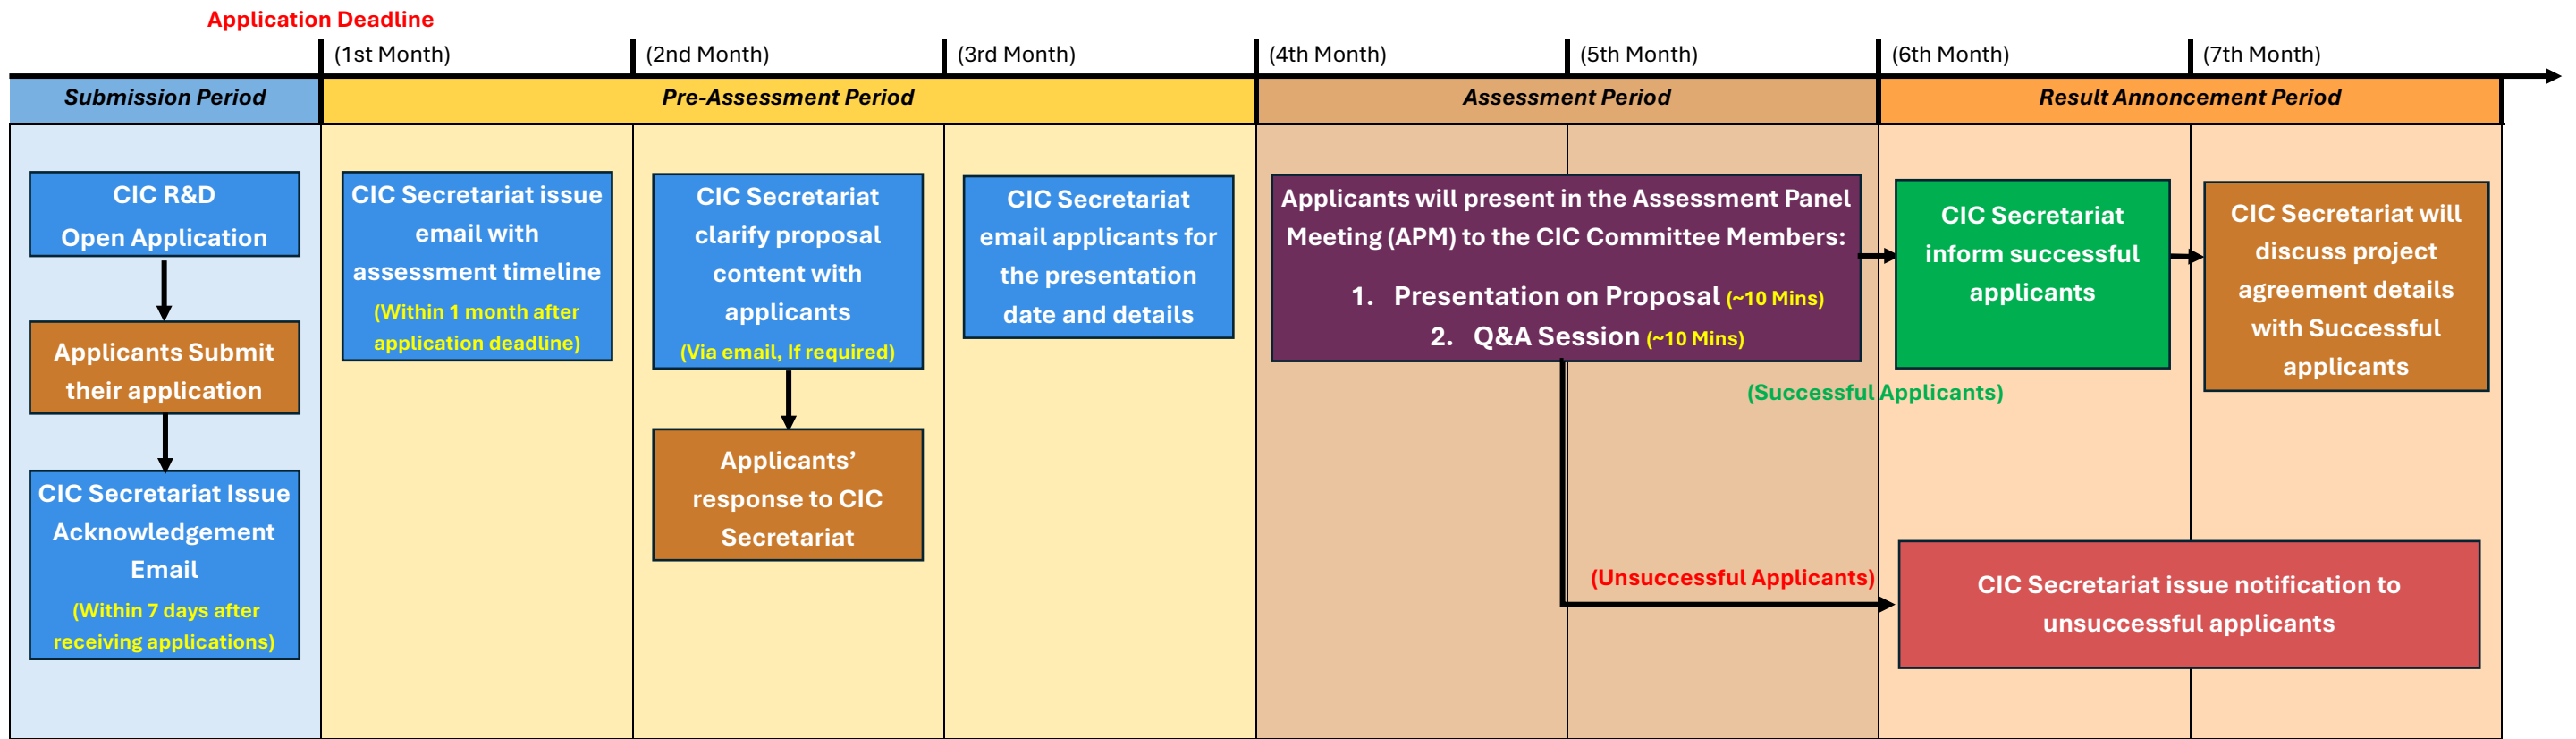 Application Deadline
(1st Month)
(2nd Month)
(3rd Month)
(4th Month)
(5th Month)
(6th Month)
(7th Month)
Submission Period
Pre-Assessment Period
Assessment Period
Result Annoncement Period
CIC R&D
Open Application
Applicants Submit
their application
CIC Secretariat Issue
Acknowledgement
Email
(Within 7 days after
receiving applications)
CIC Secretariat issue
email with
assessment timeline
(Within 1 month after
application deadline)
CIC Secretariat
clarify proposal
content with
applicants
(Via email, If required)
Applicants’
response to CIC
Secretariat
CIC Secretariat
email applicants for
the presentation
date and details
Applicants will present in the Assessment Panel
Meeting (APM) to the CIC Committee Members:
1. Presentation on Proposal (~10 Mins)
2. Q&A Session (~10 Mins)
(Successful Applicants)
(Unsuccessful Applicants)
CIC Secretariat
inform successful
applicants
CIC Secretariat will
discuss project
agreement details
with Successful
applicants
CIC Secretariat issue notification to
unsuccessful applicants